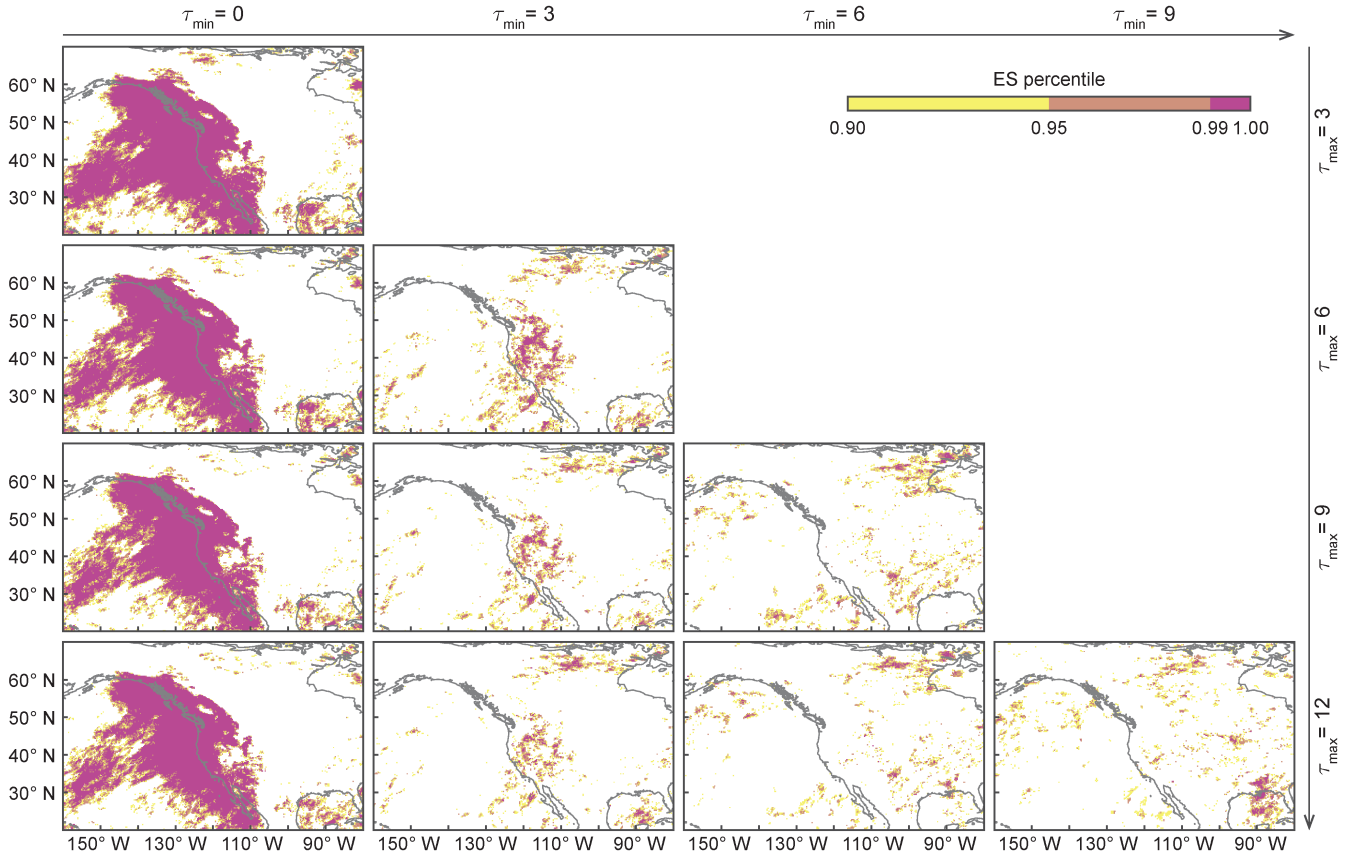 τmin= 0 τmin= 3 τmin= 6 τmin= 9
ES percentile
0.90 0.95 0.99 1.00
60° N
50° N
40° N
30° N
τmax= 3
60° N
50° N
40° N
30° N
τmax= 6
60° N
50° N
40° N
30° N
τmax= 9
60° N
50° N
40° N
30° N
τmax= 12
150° W 130° W 110° W 90° W 150° W 130° W 110° W 90° W 150° W 130° W 110° W 90° W 150° W 130° W 110° W 90° W